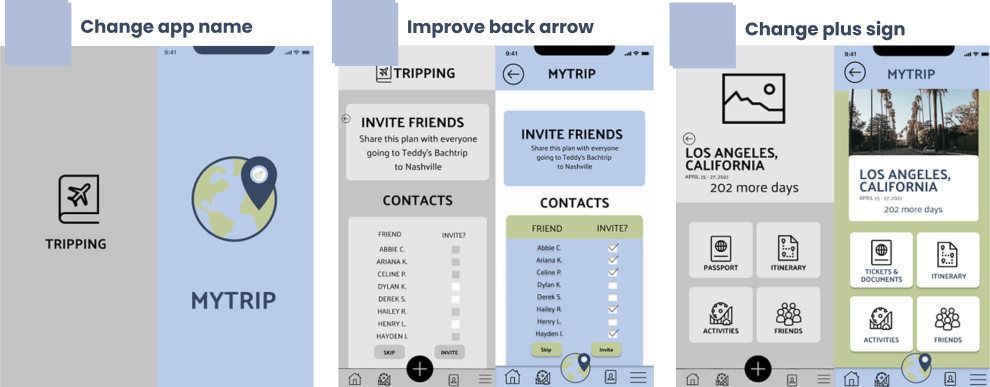 Change app name
TRIPPING
9:41
MYTRIP
Improve back arrow
TRIPPING
INVITE FRIENDS
Share this plan with everyone
going to Teddy's Bachtrip
to Nashville
CONTACTS
FRIEND INVITE?
ABBIE C.
ARIANA K.
CELINE P.
DYLAN K.
DEREK S.
HAILEY R.
HENRY L.
HAYDEN I.
SKIP INVITE
9:41
MYTRIP
INVITE FRIENDS
Share this plan with everyone
going to Teddy's Bachtrip
to Nashville
CONTACTS
FRIEND INVITE?
Abbie C.
Ariana K.
Celine P.
Dylan K.
Derek S.
Hailey R.
Henry L.
Hayden I.
Skip Invite
Change plus sign
LOS ANGELES,
CALIFORNIA
APRIL 15 - 27, 2021
202 more days
PASSPORT ITINERARY
ACTIVITIES FRIENDS
9:41
MYTRIP
LOS ANGELES,
CALIFORNIA
APRIL 15 - 27, 2021
202 more days
TICKETS &
DOCUMENTS
ITINERARY
ACTIVITIES FRIENDS